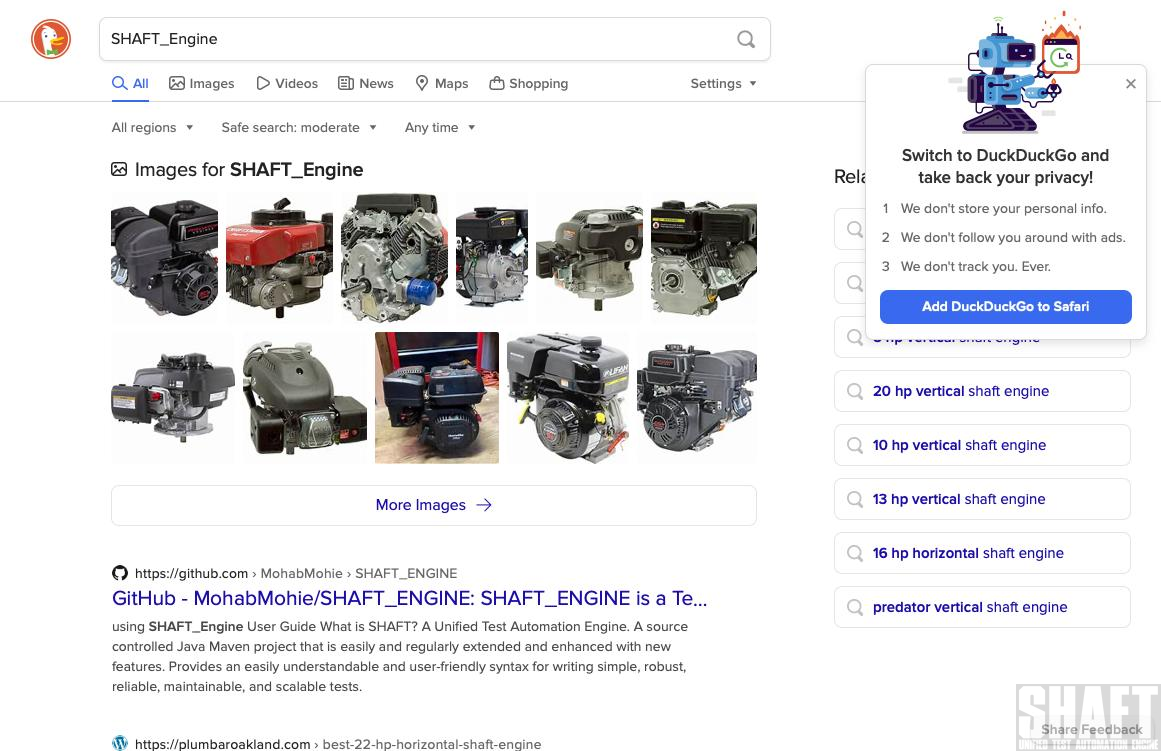 SHAFT_Engine
All
Images
Videos
News
Maps
Shopping
Settings
All regions
Safe search: moderate
Any time
Images for SHAFT_Engine
More Images
https://github.com › MohabMohie › SHAFT_ENGINE
GitHub - MohabMohie/SHAFT_ENGINE: SHAFT_ENGINE is a Te...
using SHAFT_Engine User Guide What is SHAFT? A Unified Test Automation Engine. A source
controlled Java Maven project that is easily and regularly extended and enhanced with new
features. Provides an easily understandable and user-friendly syntax for writing simple, robust,
reliable, maintainable, and scalable tests.
https://plumbaroakland.com › best-22-hp-horizontal-shaft-engine
Switch to DuckDuckGo and
take back your privacy!
1 We don't store your personal info.
2 We don't follow you around with ads.
3 We don't track you. Ever.
Add DuckDuckGo to Safari
hp vertical shaft engine
20 hp vertical shaft engine
10 hp vertical shaft engine
13 hp vertical shaft engine
16 hp horizontal shaft engine
predator vertical shaft engine
SHAFT
Share Feedback